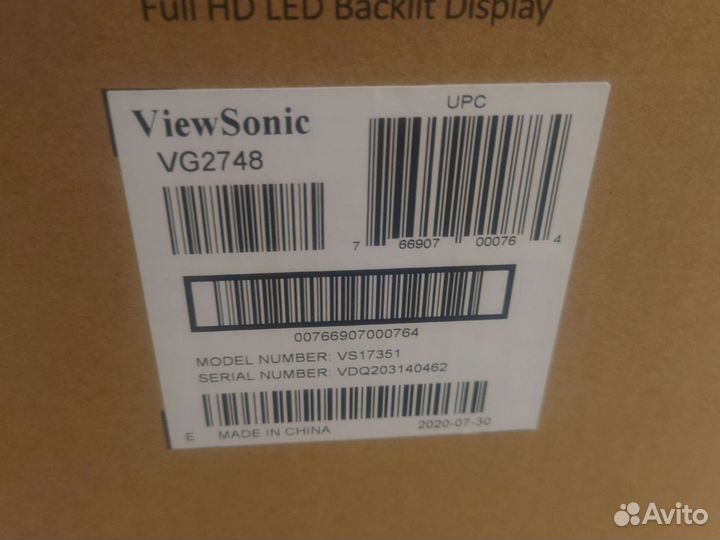 Full HD LED Backlit Display
ViewSonic
UPC
VG2748
7 66907 00076 4
00766907000764
MODEL NUMBER: VS17351
SERIAL NUMBER: VDQ203140462
E MADE IN CHINA 2020-07-30
Avito